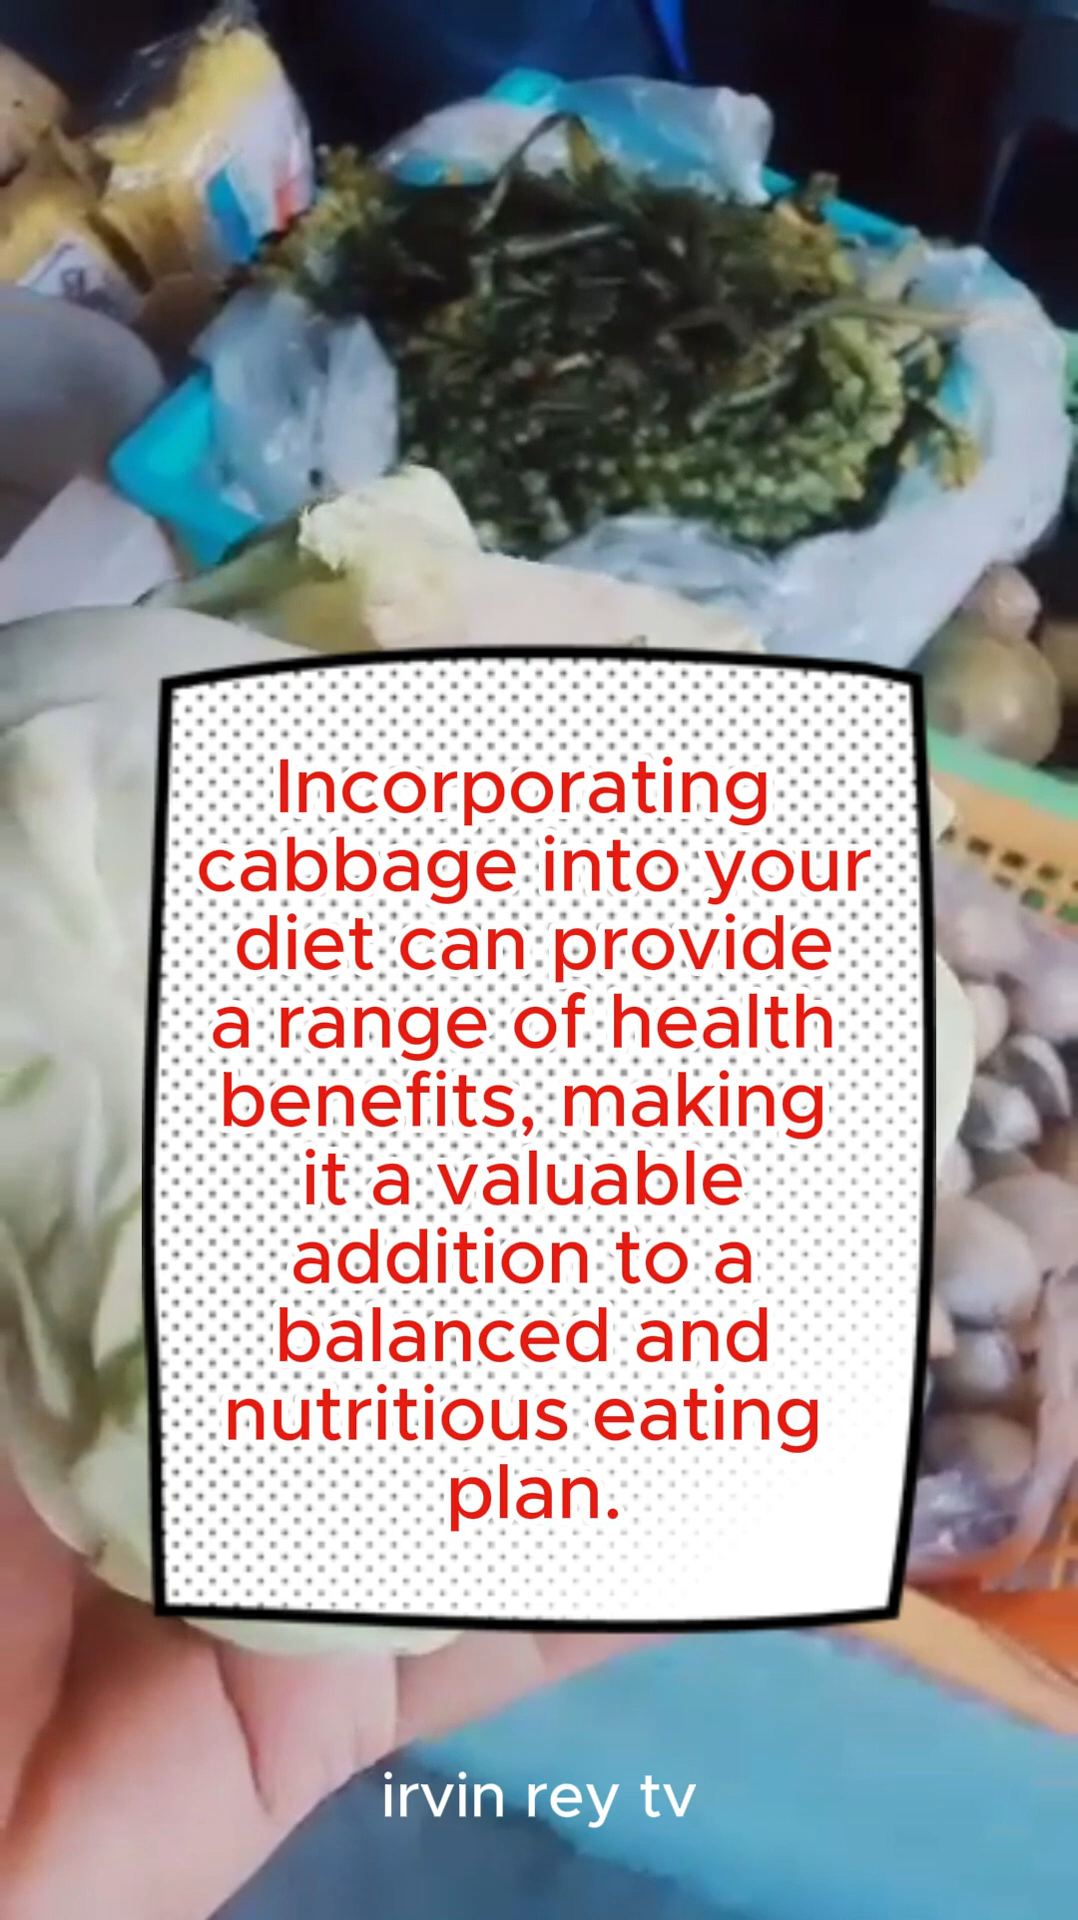 Incorporating
cabbage into your
diet can provide
a range of health
benefits, making
it a valuable
addition to a
balanced and
nutritious eating
plan.
irvin rey tv